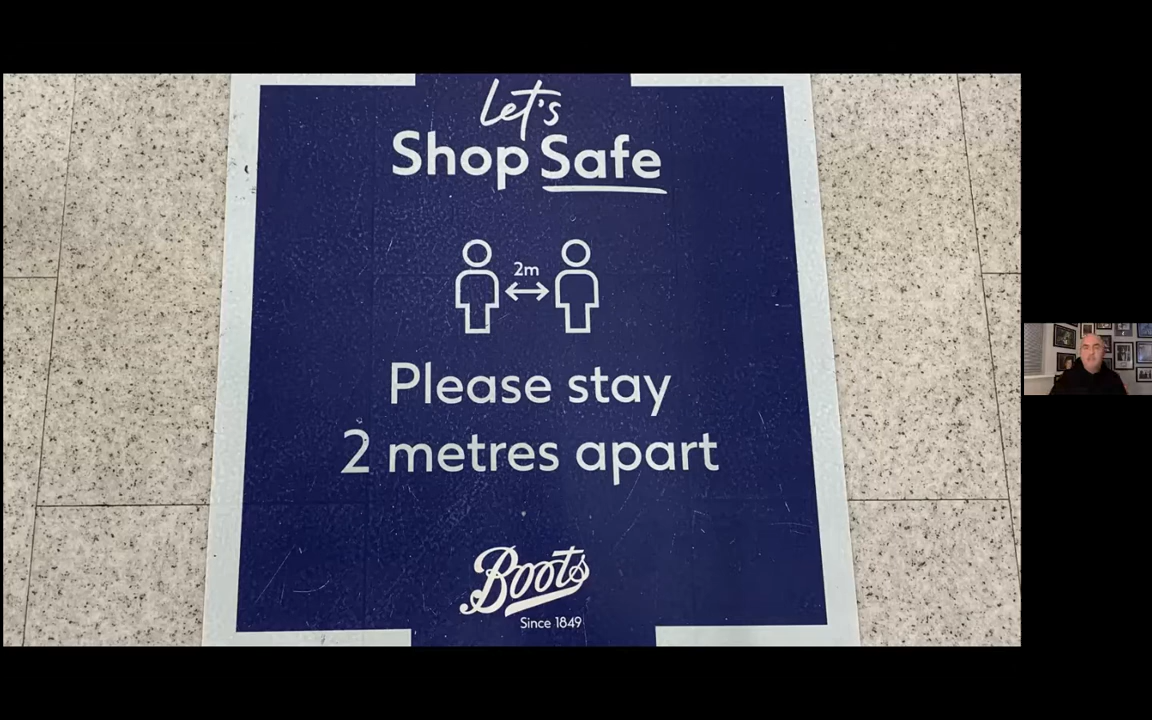 Let's
Shop Safe
2m
Please stay
2 metres apart
Boots
Since 1849